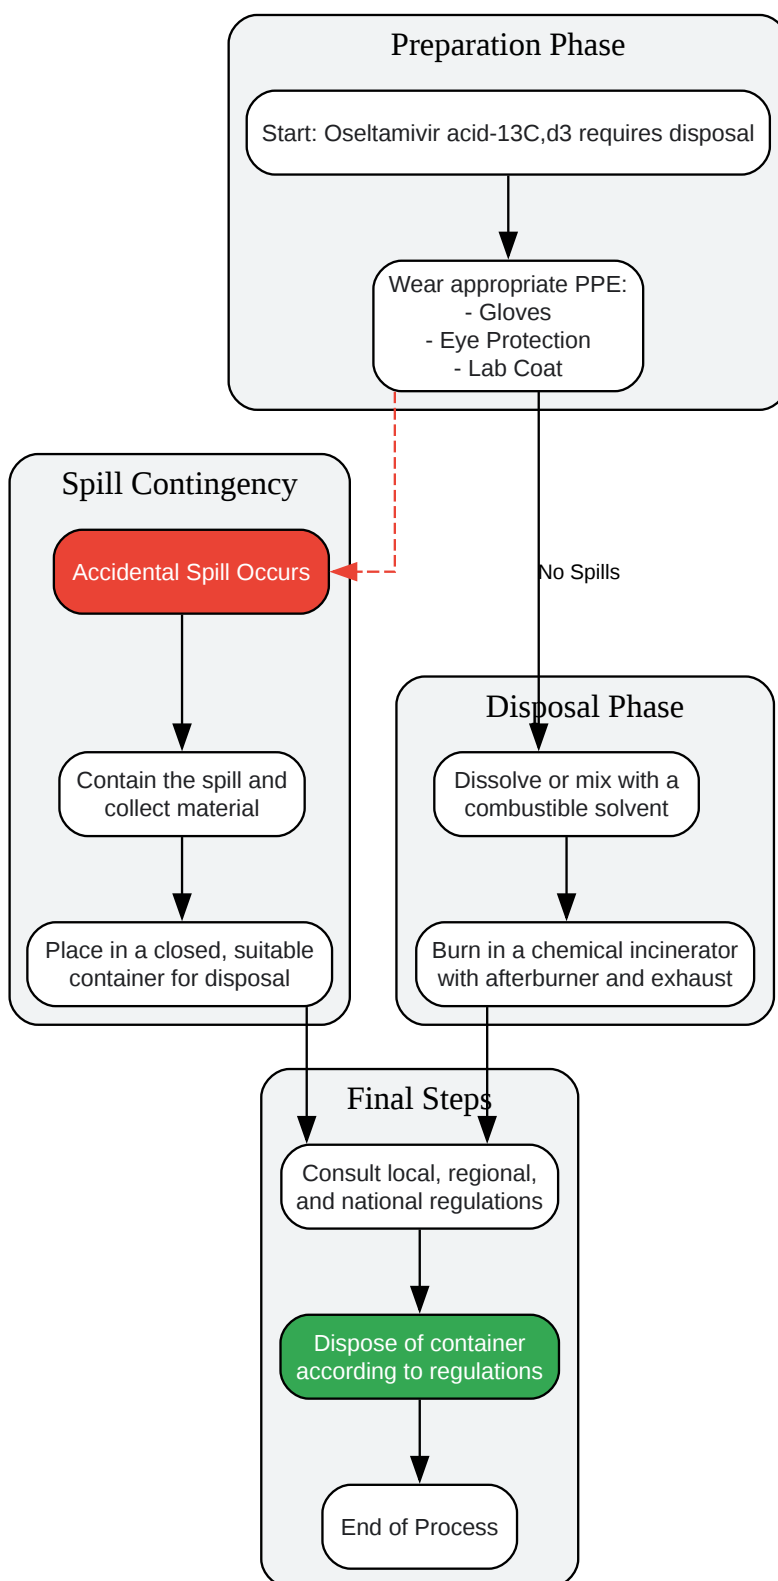 Preparation Phase
Start: Oseltamivir acid-13C,d3 requires disposal
Wear appropriate PPE:
- Gloves
- Eye Protection
- Lab Coat
Spill Contingency
Accidental Spill Occurs
No Spills
Contain the spill and
collect material
Place in a closed, suitable
container for disposal
Disposal Phase
Dissolve or mix with a
combustible solvent
Burn in a chemical incinerator
with afterburner and exhaust
Final Steps
Consult local, regional,
and national regulations
Dispose of container
according to regulations
End of Process